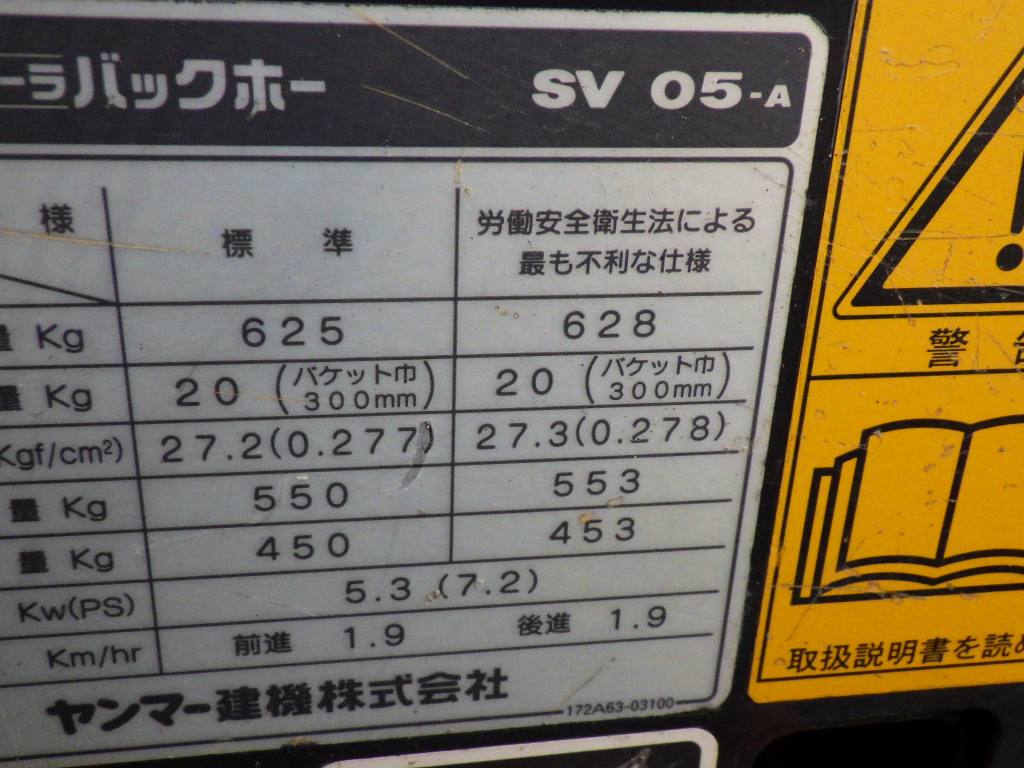 ーラバックホー SV 05-A
様 標 準 労働安全衛生法による
最も不利な仕様
量 Kg 625 628
量 Kg 20 (バケット巾 300mm) 20 (バケット巾 300mm)
Kgf/cm²) 27.2(0.277) 27.3(0.278)
量 Kg 550 553
量 Kg 450 453
Kw(PS) 5.3 (7.2)
Km/hr 前進 1.9 後進 1.9
ヤンマー建機株式会社 172A63-03100
警
取扱説明書を読